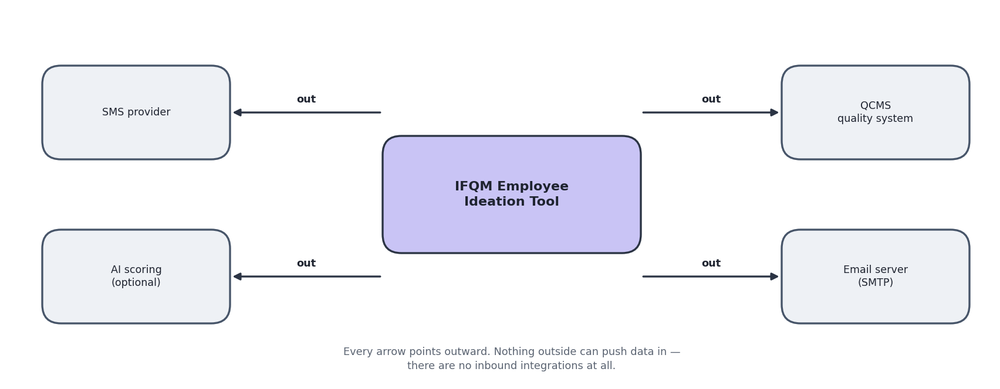 out
out
SMS provider
QCMS
quality system
IFQM Employee
Ideation Tool
out
out
AI scoring
(optional)
Email server
(SMTP)
Every arrow points outward. Nothing outside can push data in —
there are no inbound integrations at all.